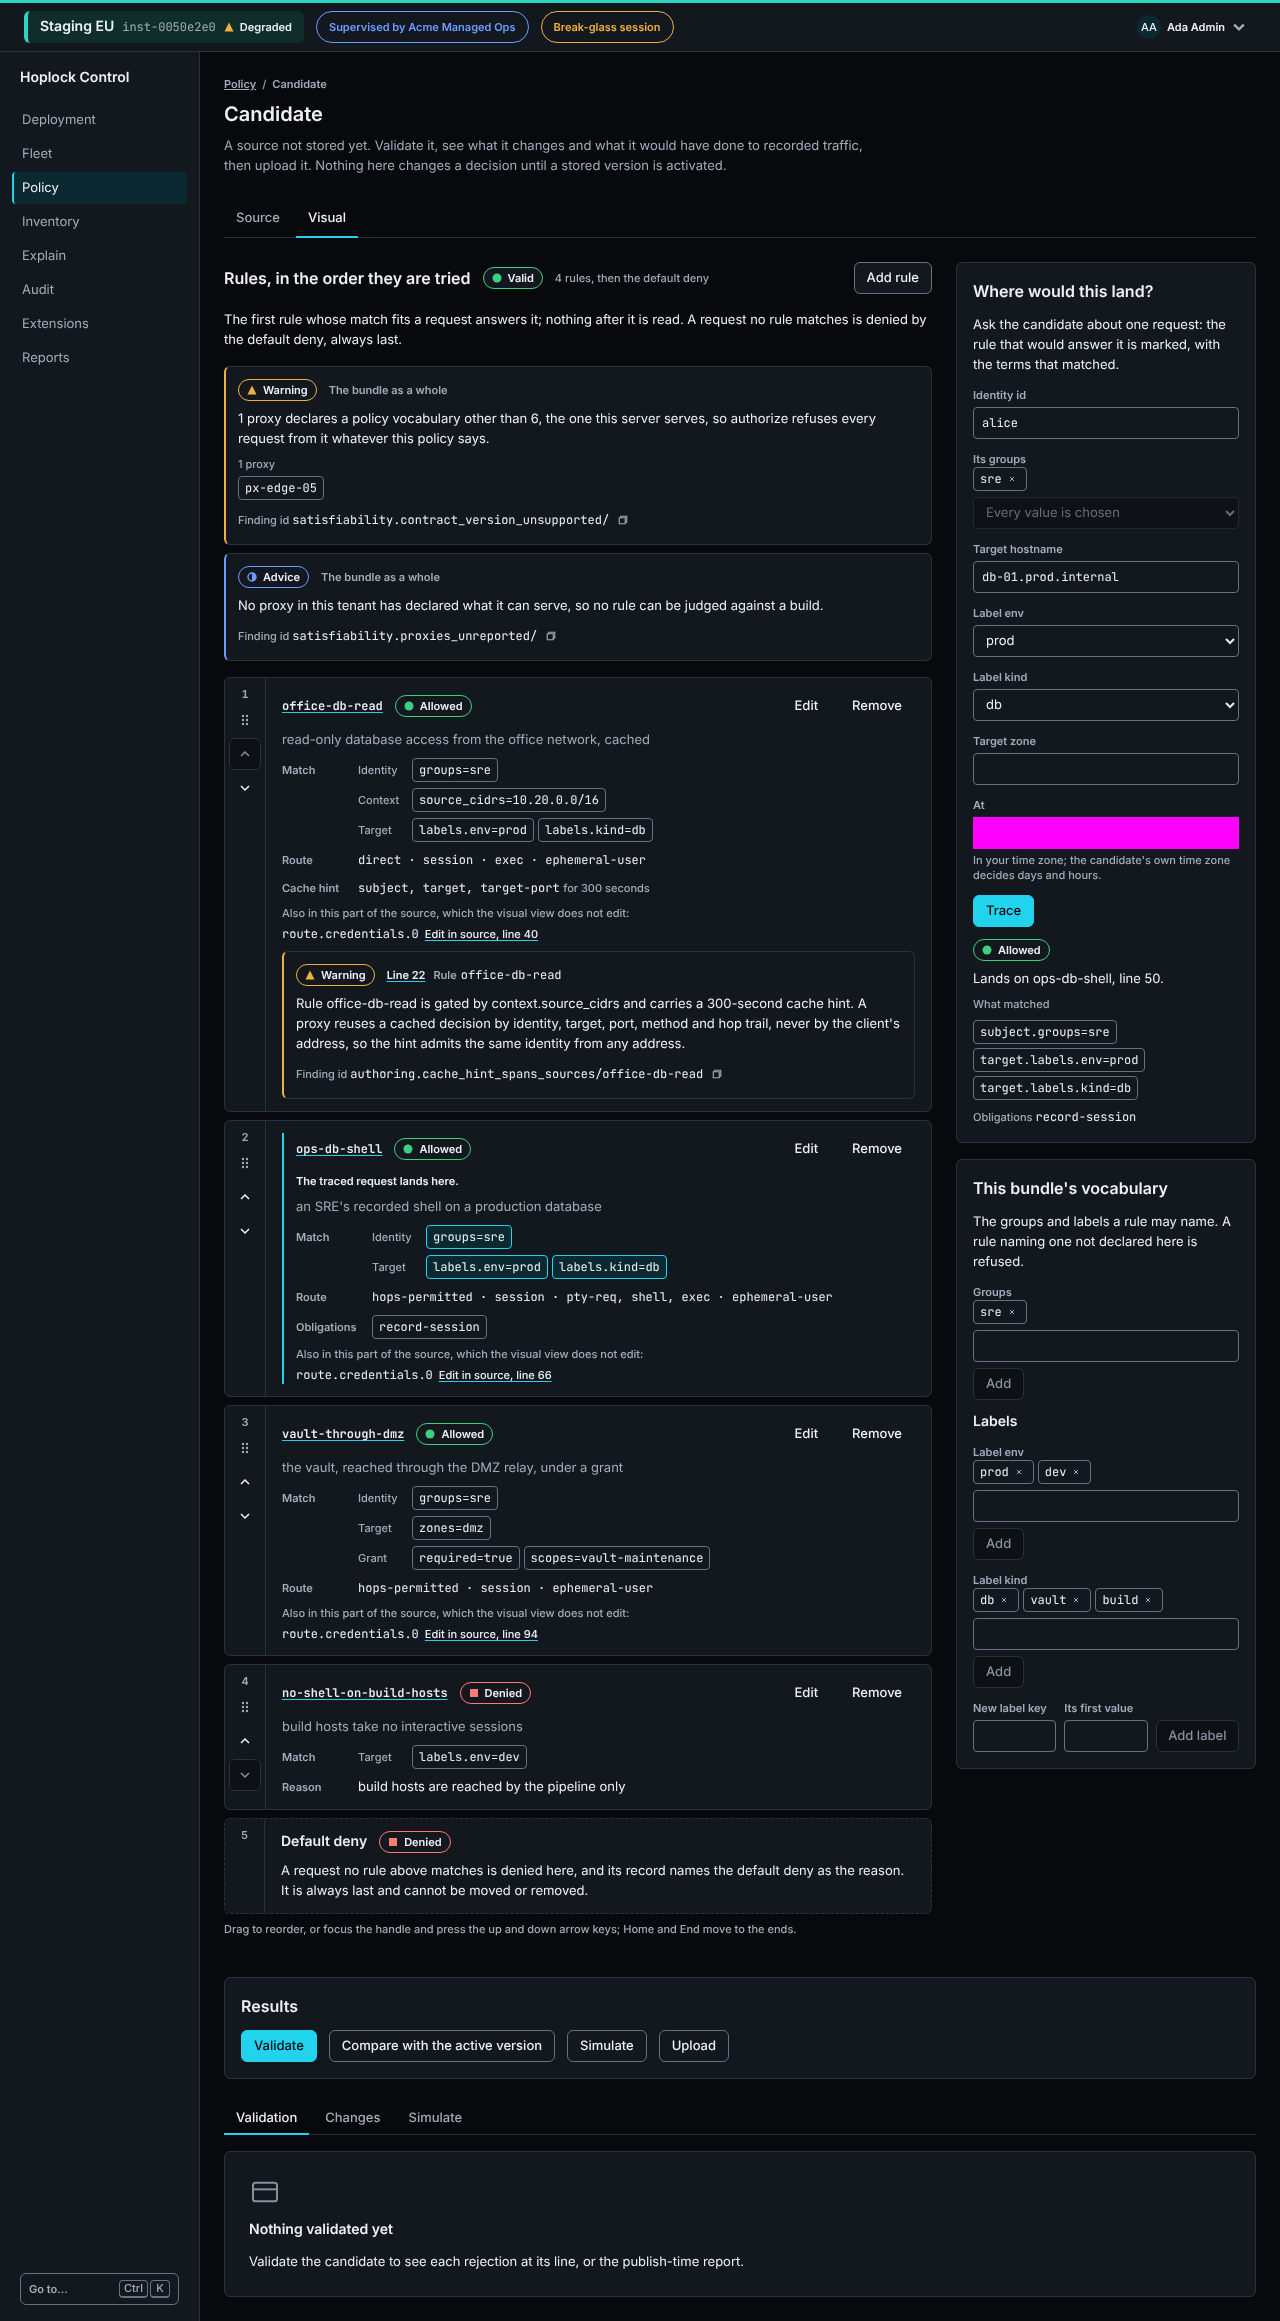 Staging EU inst-0050e2e0 Degraded
Supervised by Acme Managed Ops
Break-glass session
AA Ada Admin
Hoplock Control
Deployment
Fleet
Policy
Inventory
Explain
Audit
Extensions
Reports
Go to... Ctrl K
Policy / Candidate
Candidate
A source not stored yet. Validate it, see what it changes and what it would have done to recorded traffic,
then upload it. Nothing here changes a decision until a stored version is activated.
Source Visual
Rules, in the order they are tried Valid 4 rules, then the default deny Add rule
The first rule whose match fits a request answers it; nothing after it is read. A request no rule matches is denied by
the default deny, always last.
Warning The bundle as a whole
1 proxy declares a policy vocabulary other than 6, the one this server serves, so authorize refuses every
request from it whatever this policy says.
1 proxy
px-edge-05
Finding id satisfiability.contract_version_unsupported/
Advice The bundle as a whole
No proxy in this tenant has declared what it can serve, so no rule can be judged against a build.
Finding id satisfiability.proxies_unreported/
1
office-db-read Allowed Edit Remove
read-only database access from the office network, cached
Match Identity groups=sre
Context source_cidrs=10.20.0.0/16
Target labels.env=prod labels.kind=db
Route direct · session · exec · ephemeral-user
Cache hint subject, target, target-port for 300 seconds
Also in this part of the source, which the visual view does not edit:
route.credentials.0 Edit in source, line 40
Warning Line 22 Rule office-db-read
Rule office-db-read is gated by context.source_cidrs and carries a 300-second cache hint. A
proxy reuses a cached decision by identity, target, port, method and hop trail, never by the client's
address, so the hint admits the same identity from any address.
Finding id authoring.cache_hint_spans_sources/office-db-read
2
ops-db-shell Allowed Edit Remove
The traced request lands here.
an SRE's recorded shell on a production database
Match Identity groups=sre
Target labels.env=prod labels.kind=db
Route hops-permitted · session · pty-req, shell, exec · ephemeral-user
Obligations record-session
Also in this part of the source, which the visual view does not edit:
route.credentials.0 Edit in source, line 66
3
vault-through-dmz Allowed Edit Remove
the vault, reached through the DMZ relay, under a grant
Match Identity groups=sre
Target zones=dmz
Grant required=true scopes=vault-maintenance
Route hops-permitted · session · ephemeral-user
Also in this part of the source, which the visual view does not edit:
route.credentials.0 Edit in source, line 94
4
no-shell-on-build-hosts Denied Edit Remove
build hosts take no interactive sessions
Match Target labels.env=dev
Reason build hosts are reached by the pipeline only
5
Default deny Denied
A request no rule above matches is denied here, and its record names the default deny as the reason.
It is always last and cannot be moved or removed.
Drag to reorder, or focus the handle and press the up and down arrow keys; Home and End move to the ends.
Where would this land?
Ask the candidate about one request: the
rule that would answer it is marked, with
the terms that matched.
Identity id
alice
Its groups
sre ×
Every value is chosen
Target hostname
db-01.prod.internal
Label env
prod
Label kind
db
Target zone
At
In your time zone; the candidate's own time zone
decides days and hours.
Trace
Allowed
Lands on ops-db-shell, line 50.
What matched
subject.groups=sre
target.labels.env=prod
target.labels.kind=db
Obligations record-session
This bundle's vocabulary
The groups and labels a rule may name. A
rule naming one not declared here is
refused.
Groups
sre ×
Add
Labels
Label env
prod × dev ×
Add
Label kind
db × vault × build ×
Add
New label key Its first value
Add label
Results
Validate Compare with the active version Simulate Upload
Validation Changes Simulate
Nothing validated yet
Validate the candidate to see each rejection at its line, or the publish-time report.